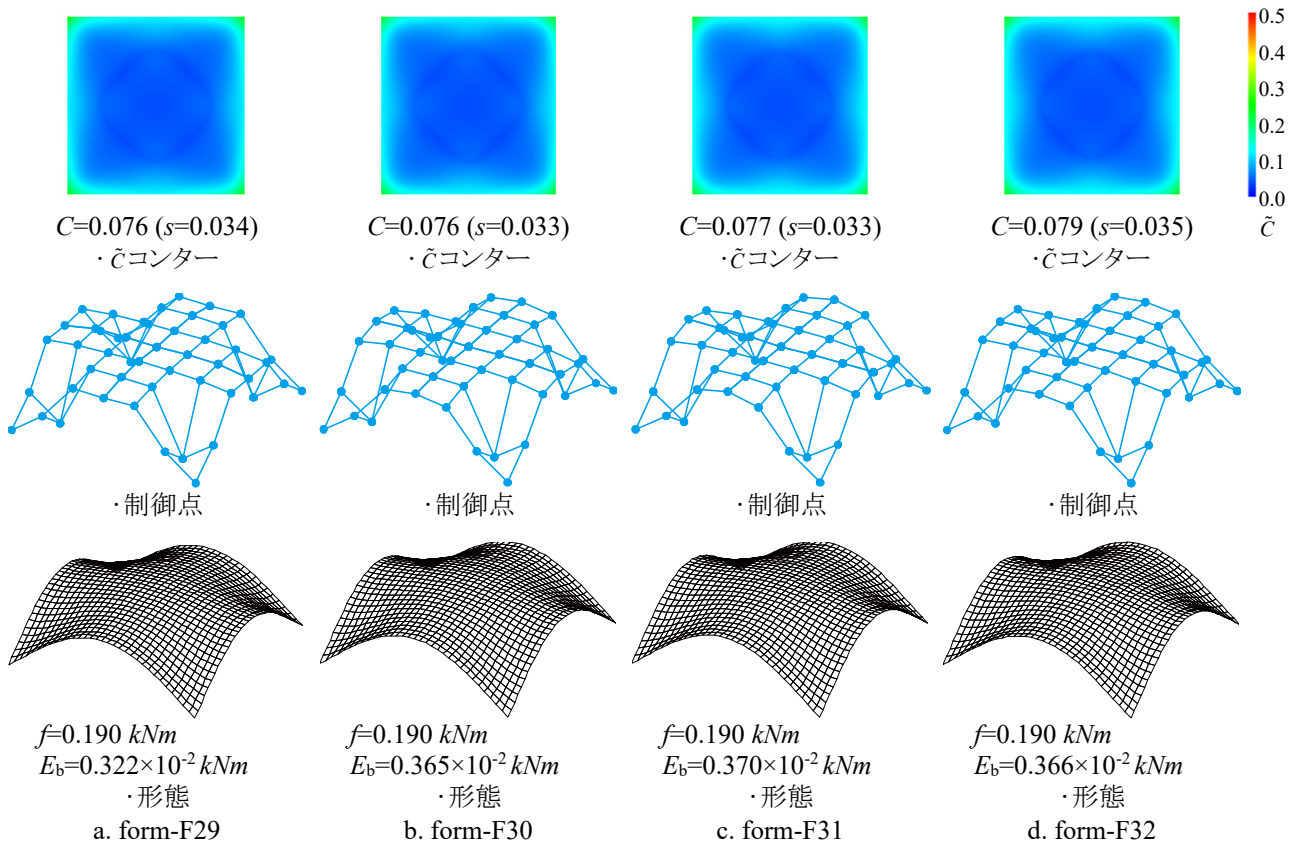 0.5
0.4
0.3
0.2
0.1
0.0
C̃
C=0.076 (s=0.034)
C=0.076 (s=0.033)
C=0.077 (s=0.033)
C=0.079 (s=0.035)
・C̃コンター
・C̃コンター
・C̃コンター
・C̃コンター
・制御点
・制御点
・制御点
・制御点
f=0.190 kNm
f=0.190 kNm
f=0.190 kNm
f=0.190 kNm
E_b=0.322×10^-2 kNm
E_b=0.365×10^-2 kNm
E_b=0.370×10^-2 kNm
E_b=0.366×10^-2 kNm
・形態
・形態
・形態
・形態
a. form-F29
b. form-F30
c. form-F31
d. form-F32